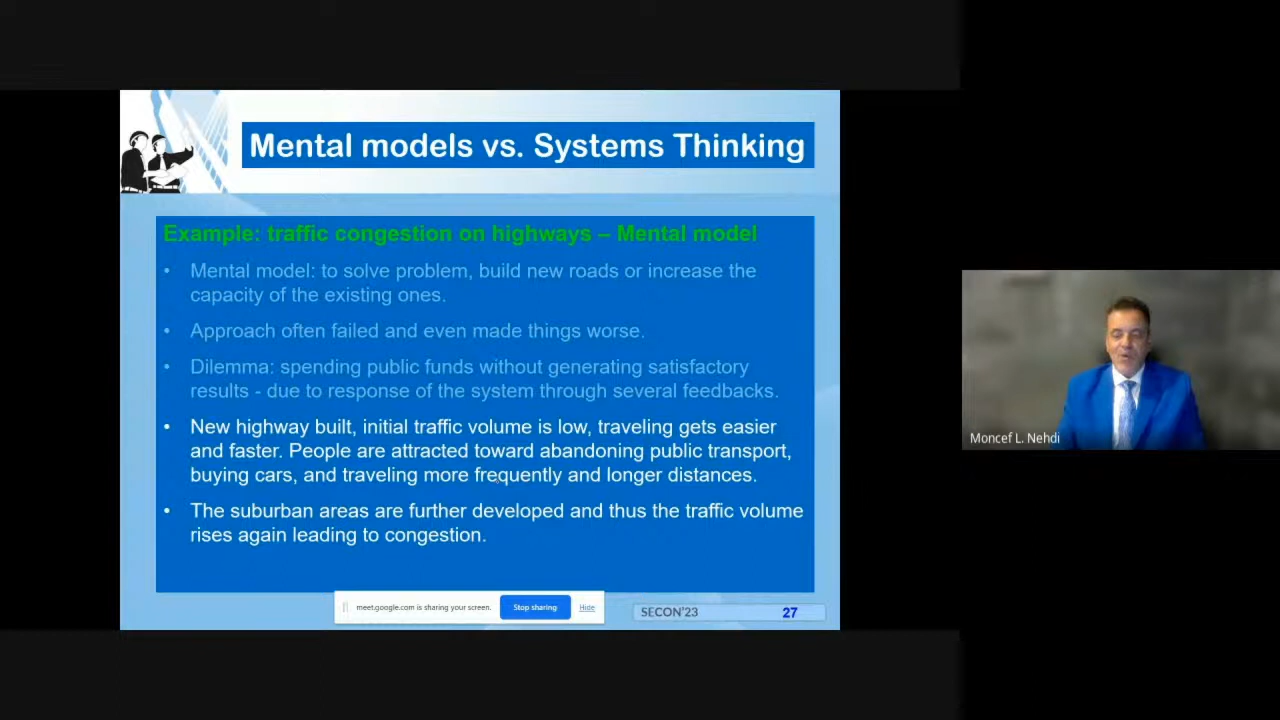 Mental models vs. Systems Thinking
Example: traffic congestion on highways – Mental model
• Mental model: to solve problem, build new roads or increase the
capacity of the existing ones.
• Approach often failed and even made things worse.
• Dilemma: spending public funds without generating satisfactory
results - due to response of the system through several feedbacks.
• New highway built, initial traffic volume is low, traveling gets easier
and faster. People are attracted toward abandoning public transport,
buying cars, and traveling more frequently and longer distances.
• The suburban areas are further developed and thus the traffic volume
rises again leading to congestion.
meet.google.com is sharing your screen. Stop sharing Hide
SECON'23 27
Moncef L. Nehdi